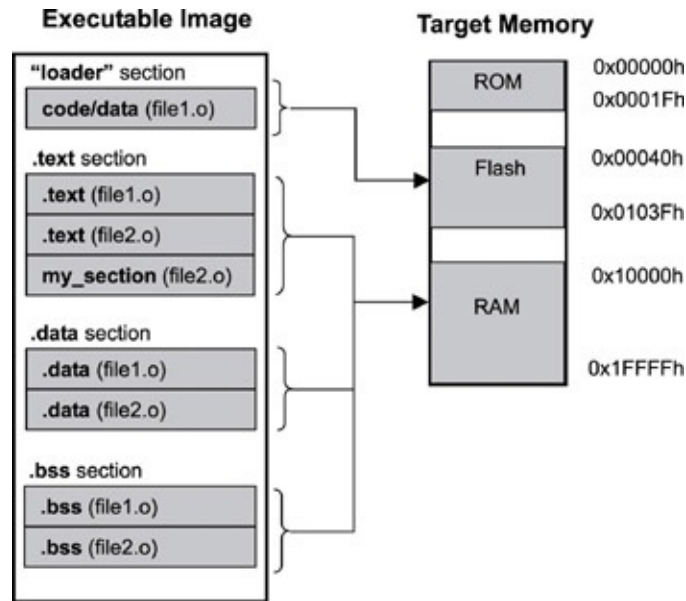 Executable Image
"loader" section
code/data (file1.o)
.text section
.text (file1.o)
.text (file2.o)
my_section (file2.o)
.data section
.data (file1.o)
.data (file2.o)
.bss section
.bss (file1.o)
.bss (file2.o)
Target Memory
ROM
0x00000h
0x0001Fh
Flash
0x00040h
0x0103Fh
RAM
0x10000h
0x1FFFFh